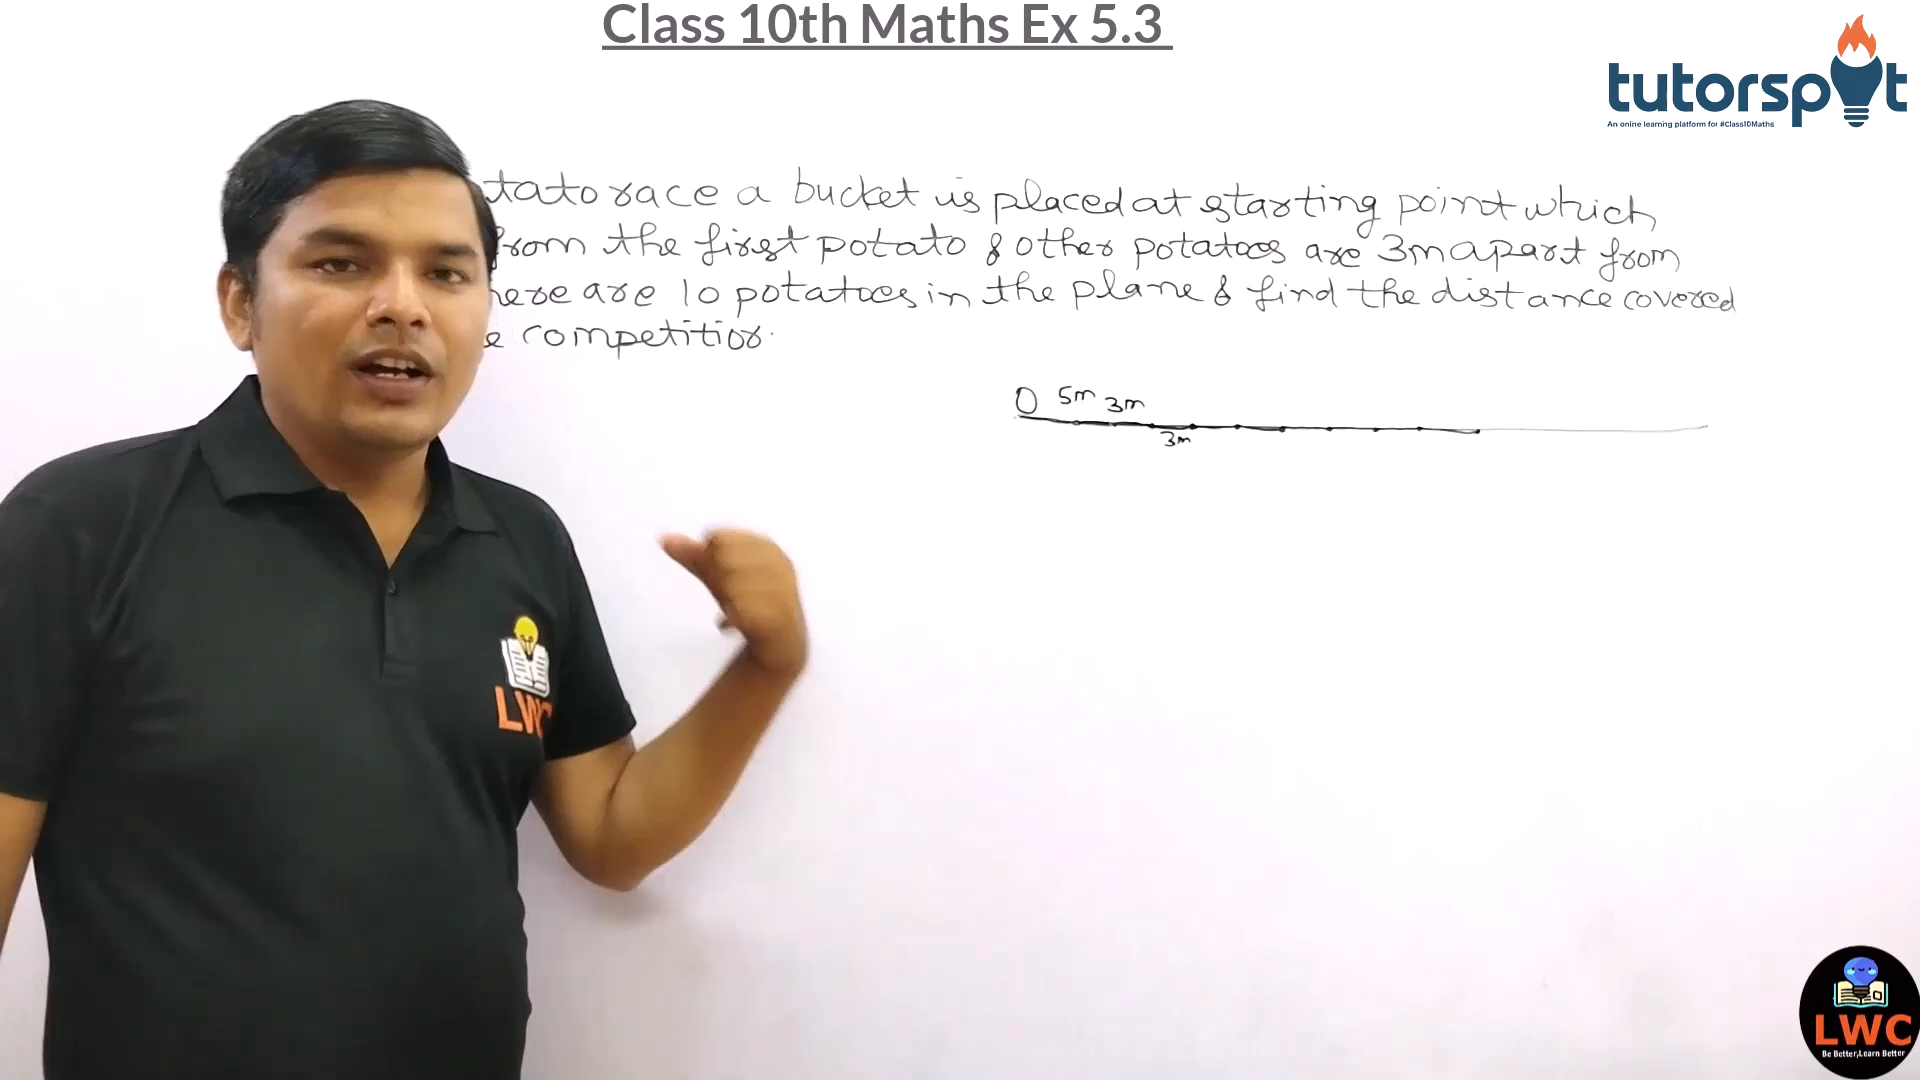 Class 10th Maths Ex 5.3
tutorspot
An online learning platform for #Class10Maths
tato race a bucket is placed at starting point which
from the first potato & other potatoes are 3m apart from
here are 10 potatoes in the plane & find the distance covered
e competitior.
5m 3m
3m
LWC
LWC
Be Better,Learn Better